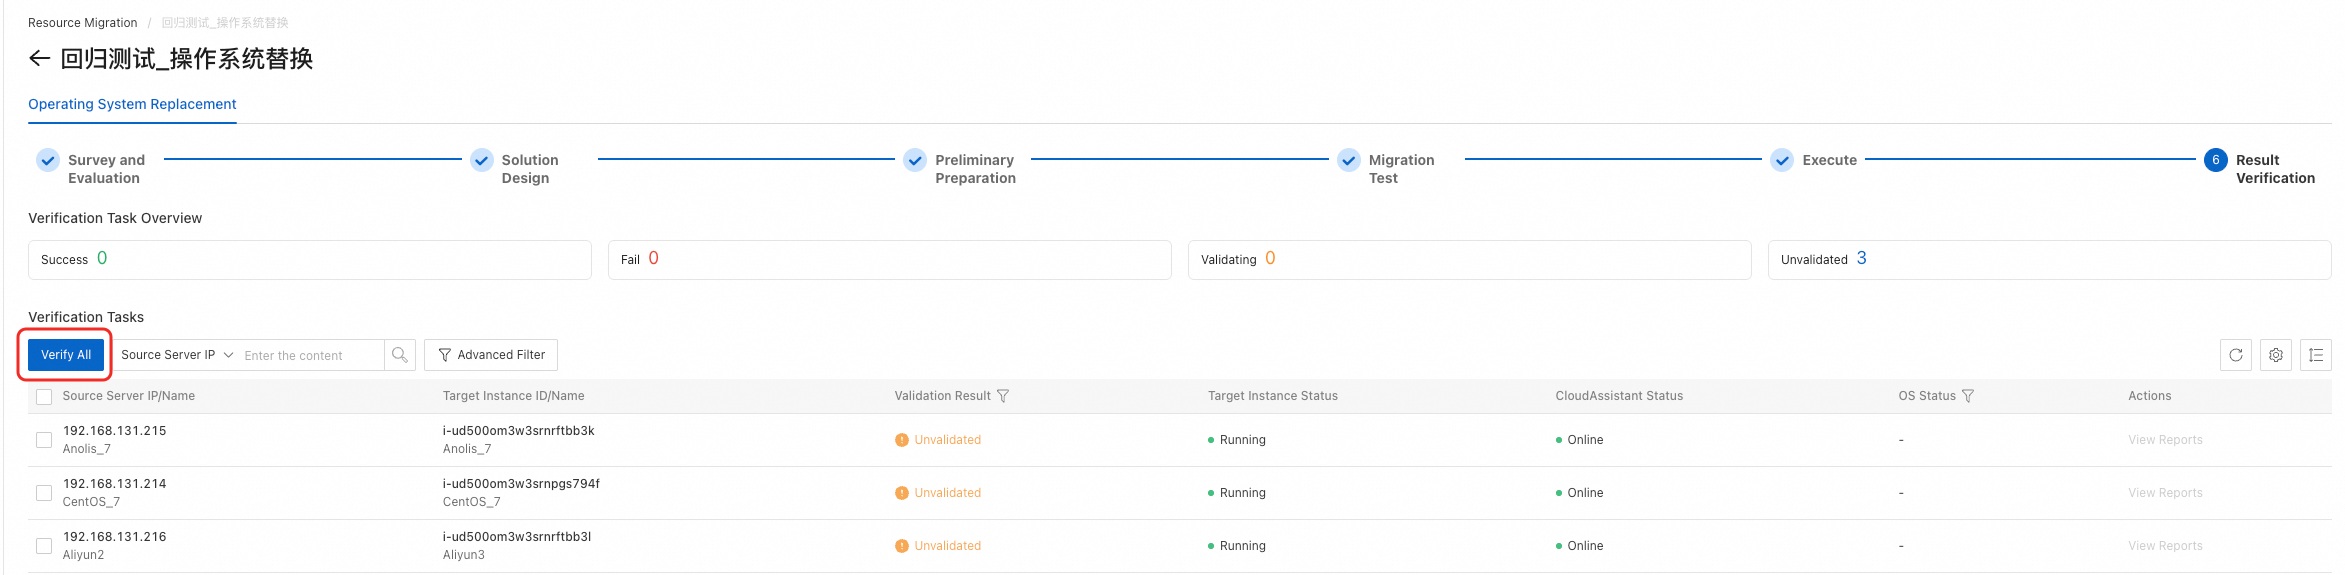 Resource Migration / 回归测试_操作系统替换
← 回归测试_操作系统替换
Operating System Replacement
Survey and Evaluation
Solution Design
Preliminary Preparation
Migration Test
Execute
6 Result Verification
Verification Task Overview
Success 0 Fail 0 Validating 0 Unvalidated 3
Verification Tasks
Verify All Source Server IP Enter the content Advanced Filter
Source Server IP/Name Target Instance ID/Name Validation Result Target Instance Status CloudAssistant Status OS Status Actions
192.168.131.215 i-ud500om3w3srnrftbb3k Unvalidated Running Online - View Reports
Anolis_7 Anolis_7
192.168.131.214 i-ud500om3w3srnpgs794f Unvalidated Running Online - View Reports
CentOS_7 CentOS_7
192.168.131.216 i-ud500om3w3srnrftbb3l Unvalidated Running Online - View Reports
Aliyun2 Aliyun3